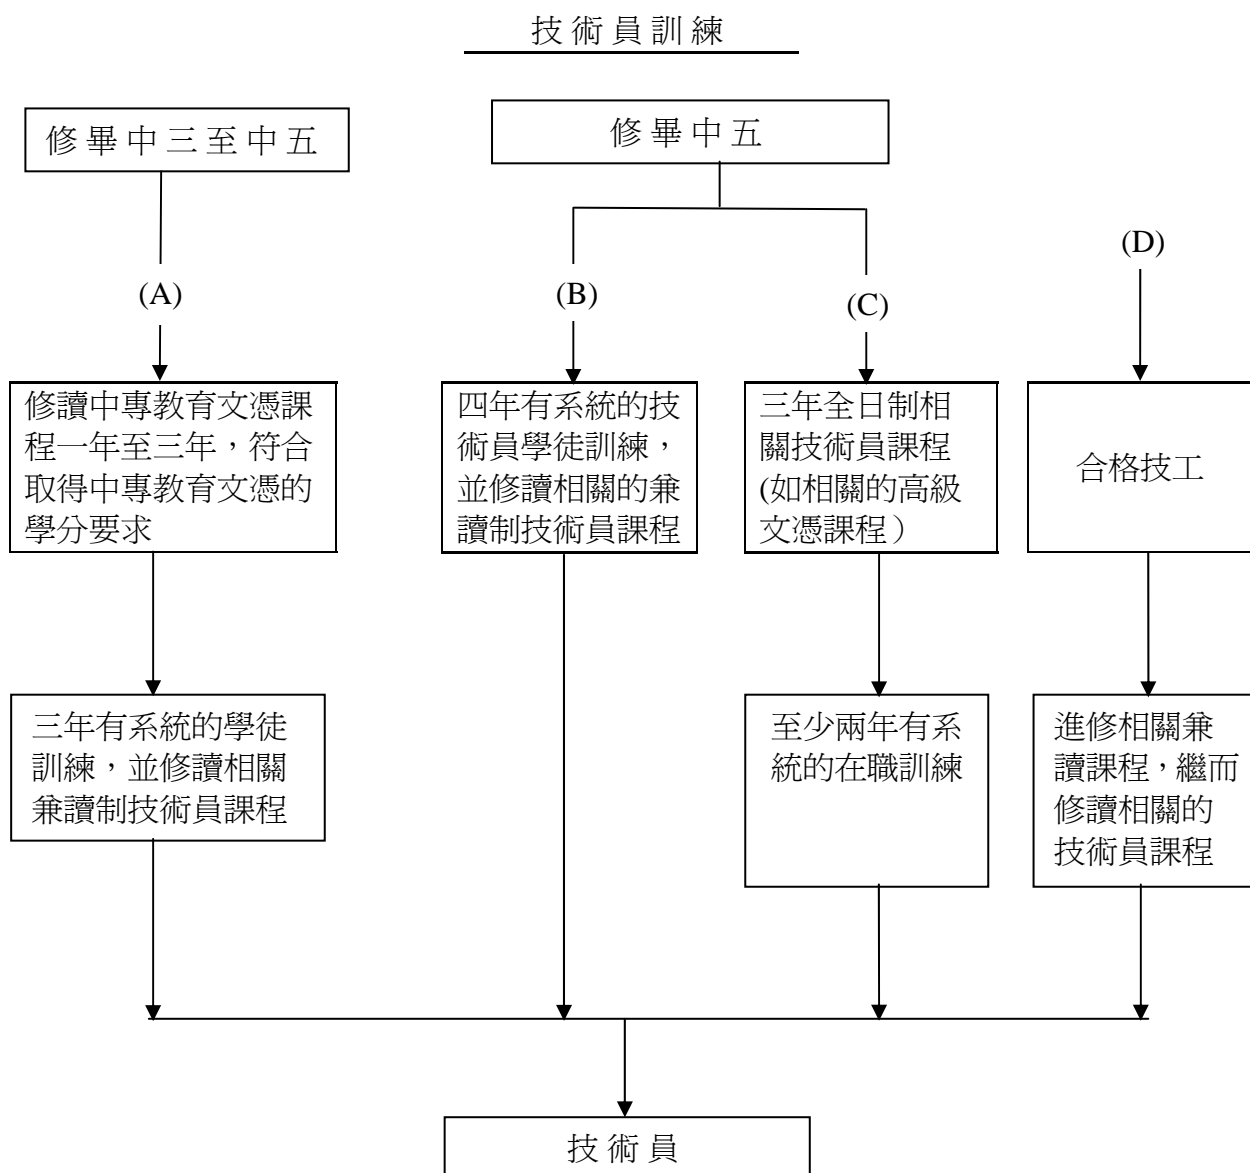 技術員訓練
修畢中三至中五
修畢中五
(A)
(B)
(C)
(D)
修讀中專教育文憑課
程一年至三年，符合
取得中專教育文憑的
學分要求
四年有系統的技
術員學徒訓練，
並修讀相關的兼
讀制技術員課程
三年全日制相
關技術員課程
(如相關的高級
文憑課程）
合格技工
三年有系統的學徒
訓練，並修讀相關
兼讀制技術員課程
至少兩年有系
統的在職訓練
進修相關兼
讀課程，繼而
修讀相關的
技術員課程
技術員